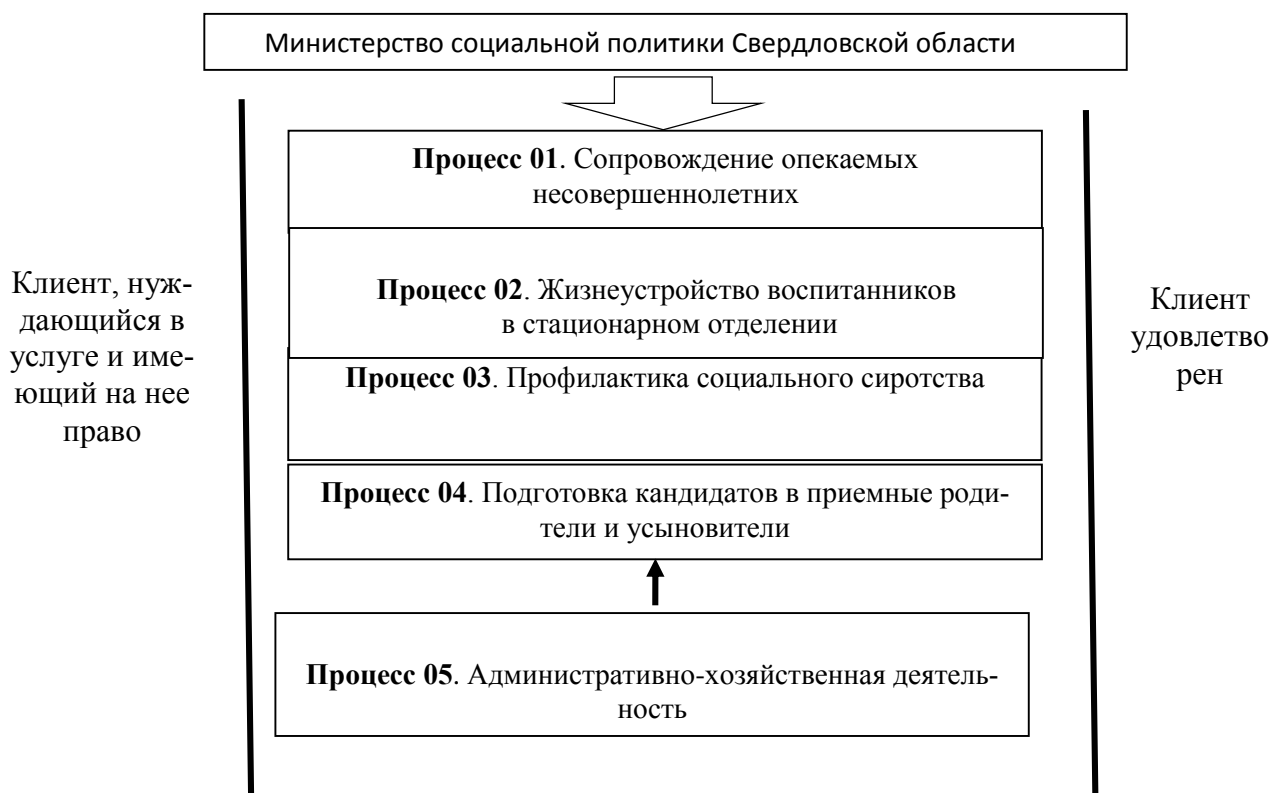 Министерство социальной политики Свердловской области
Процесс 01. Сопровождение опекаемых
несовершеннолетних
Клиент, нуж-
дающийся в
услуге и име-
ющий на нее
право
Процесс 02. Жизнеустройство воспитанников
в стационарном отделении
Процесс 03. Профилактика социального сиротства
Процесс 04. Подготовка кандидатов в приемные роди-
тели и усыновители
Процесс 05. Административно-хозяйственная деятель-
ность
Клиент
удовлетво
рен